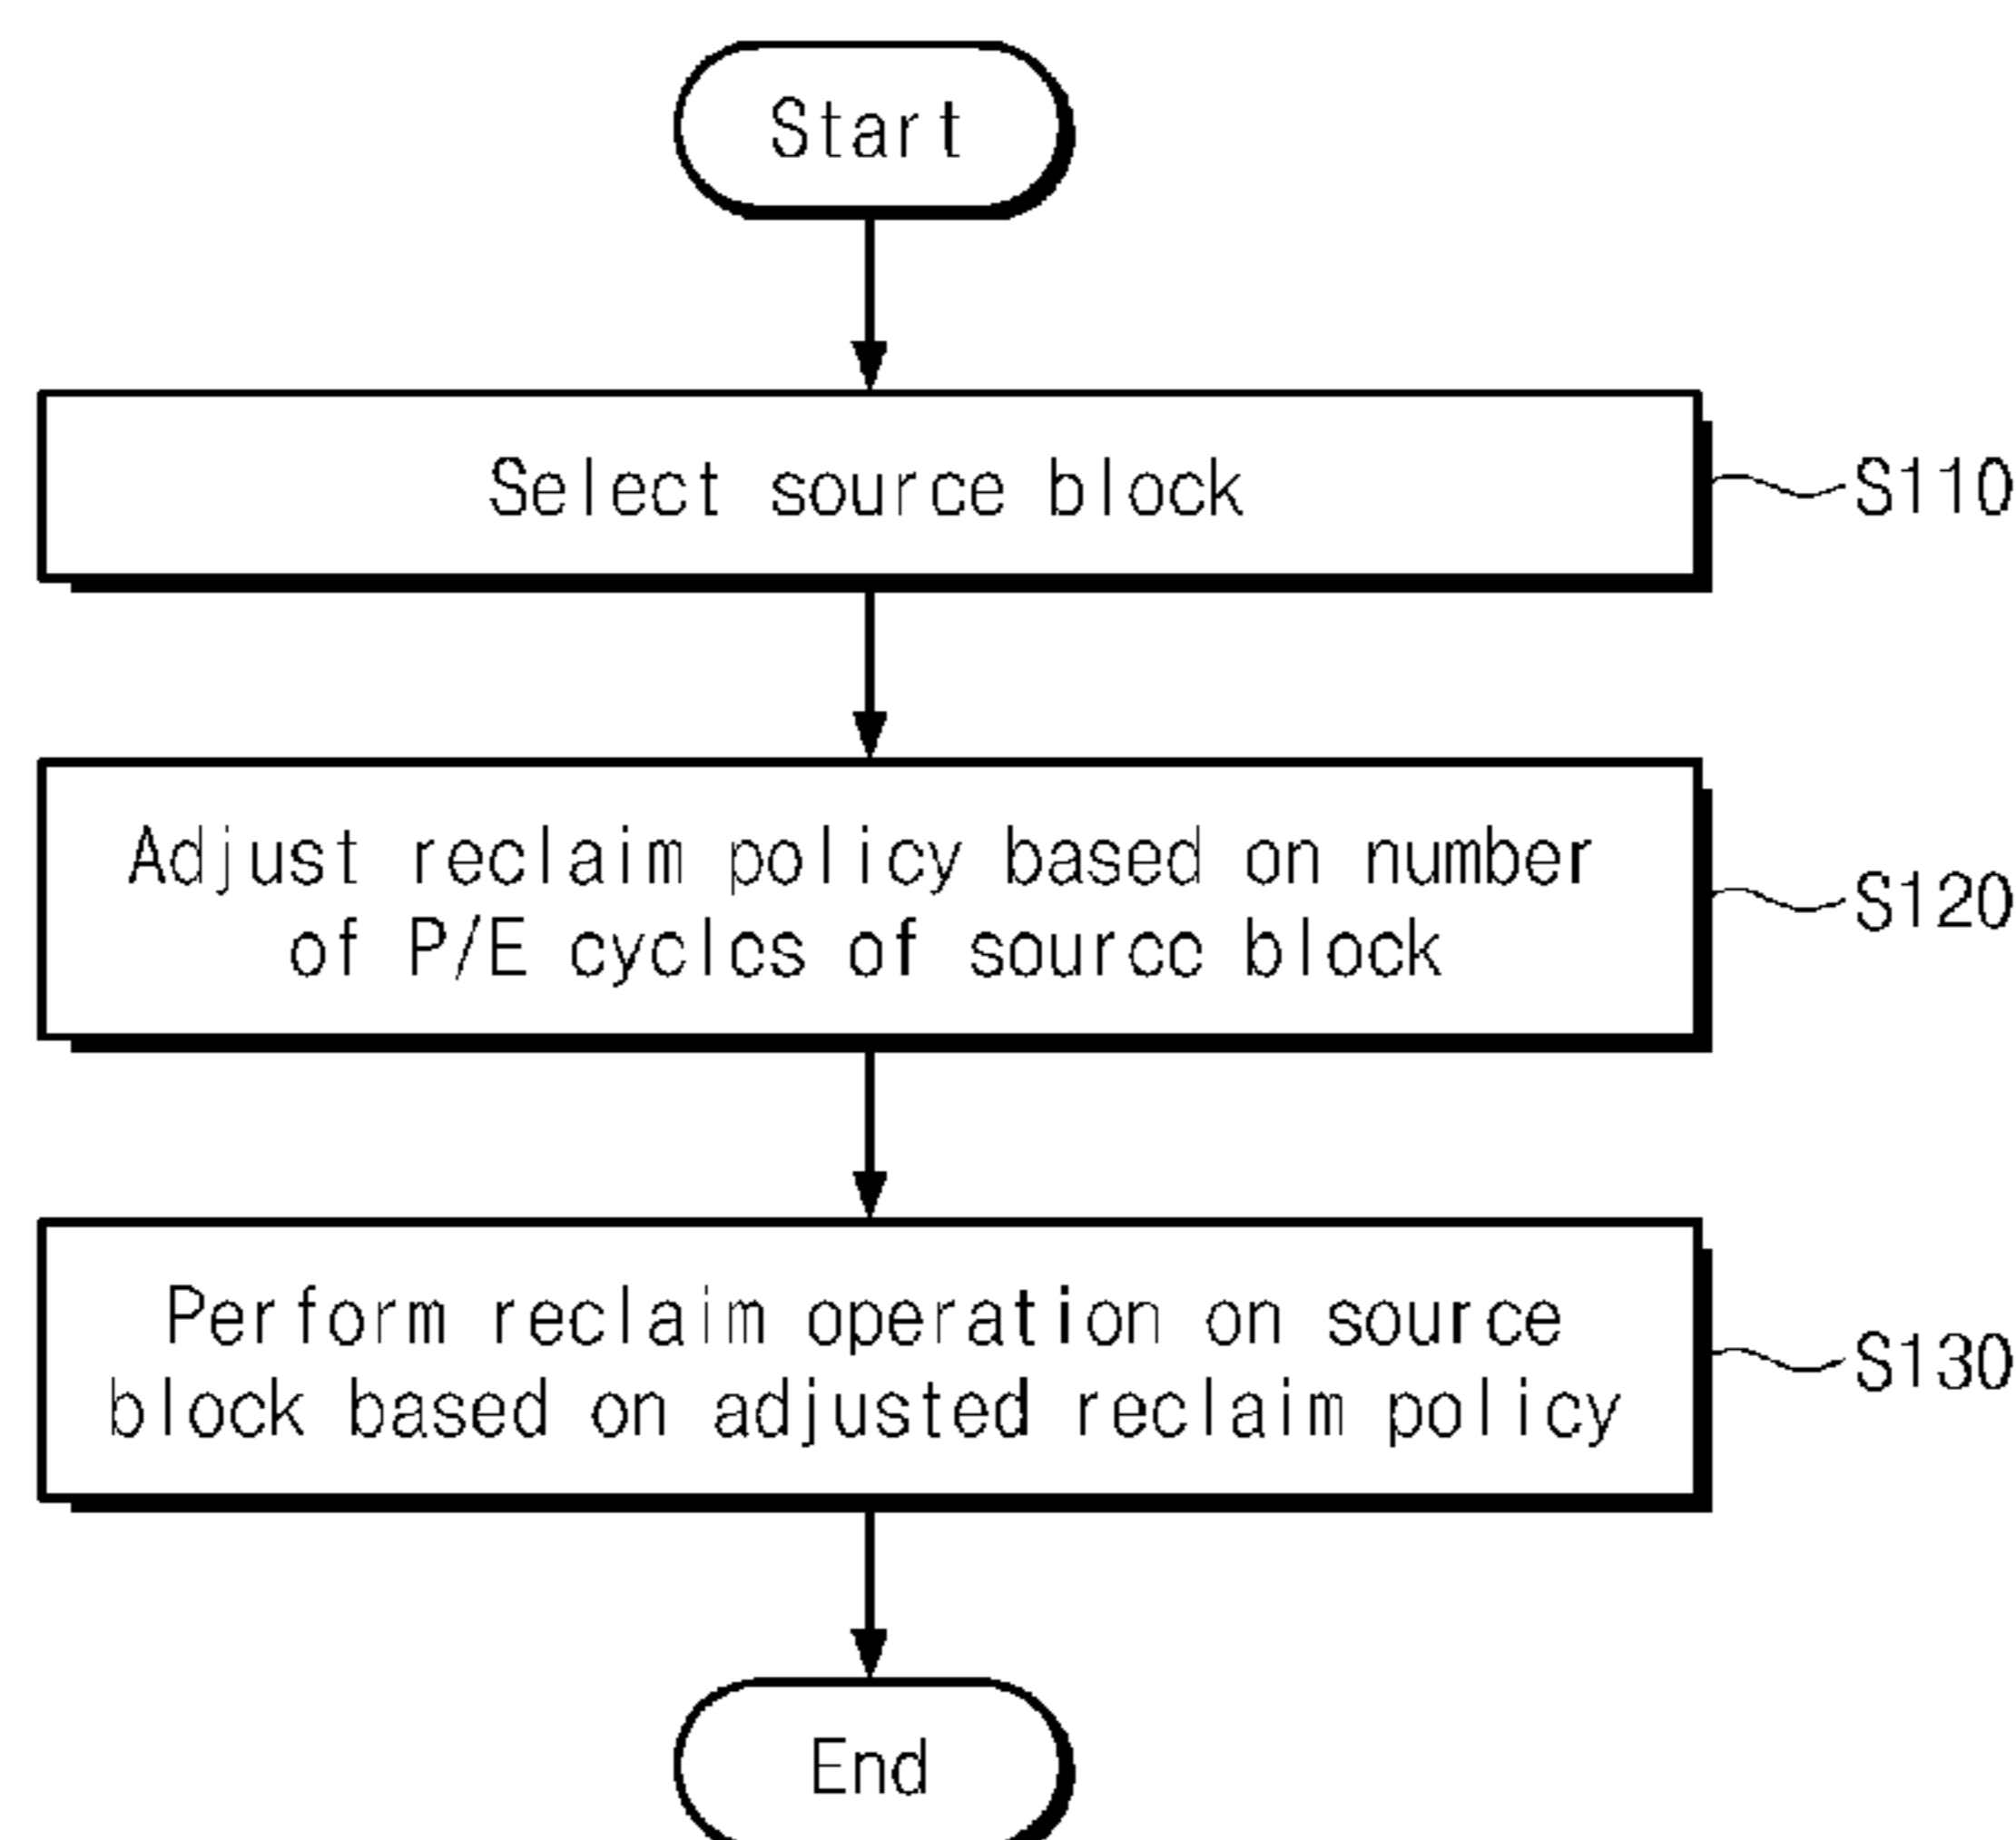 Start
Select source block
S110
Adjust reclaim policy based on number
of P/E cycles of source block
S120
Perform reclaim operation on source
block based on adjusted reclaim policy
S130
End